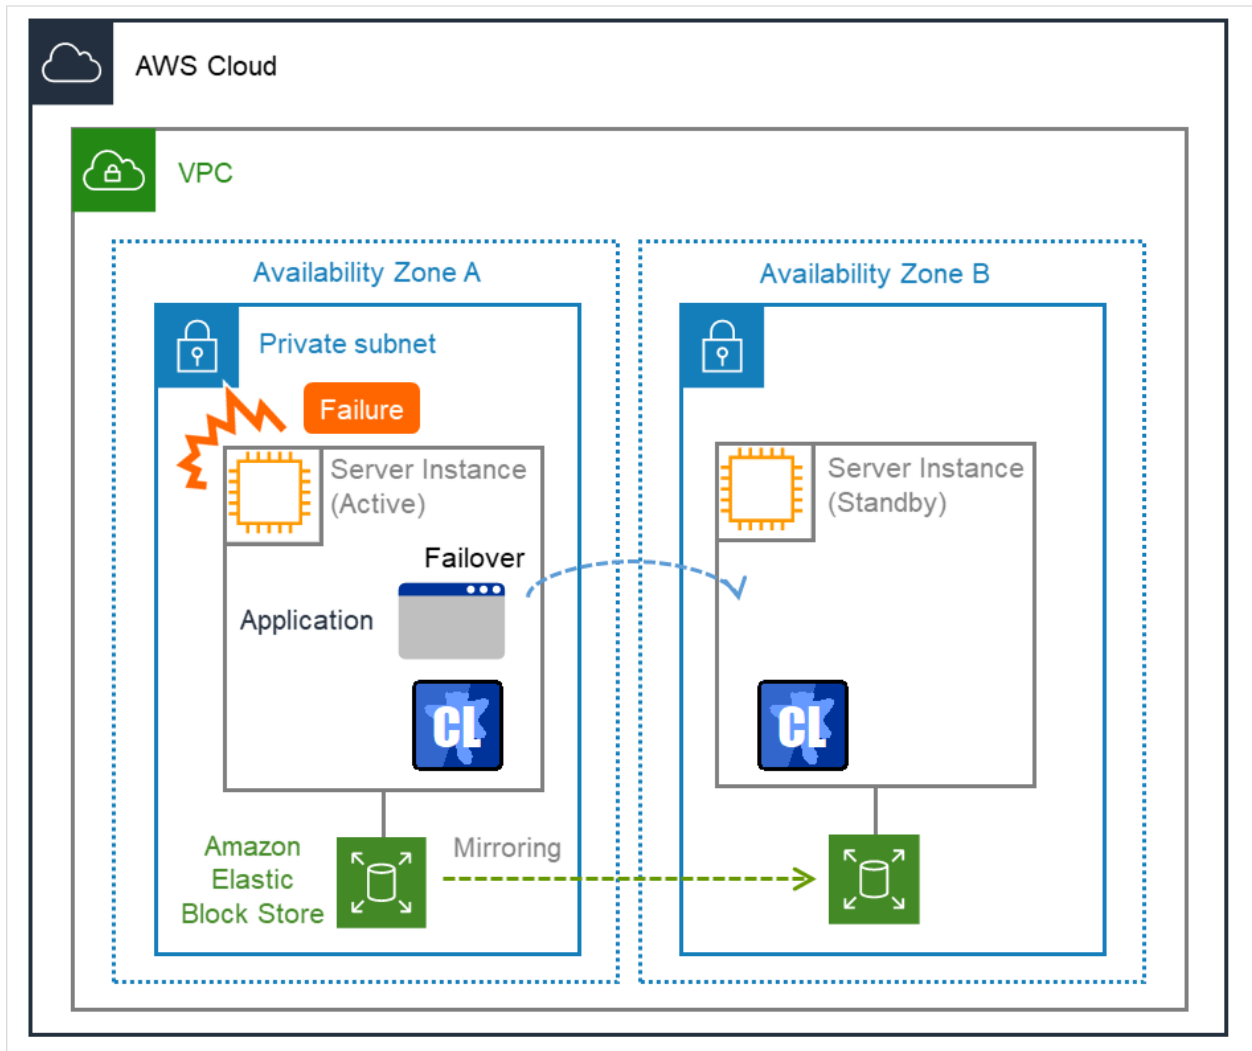 AWS Cloud
VPC
Availability Zone A
Private subnet
Failure
Server Instance
(Active)
Failover
Application
CL
Amazon
Elastic
Block Store
Mirroring
Availability Zone B
Server Instance
(Standby)
CL